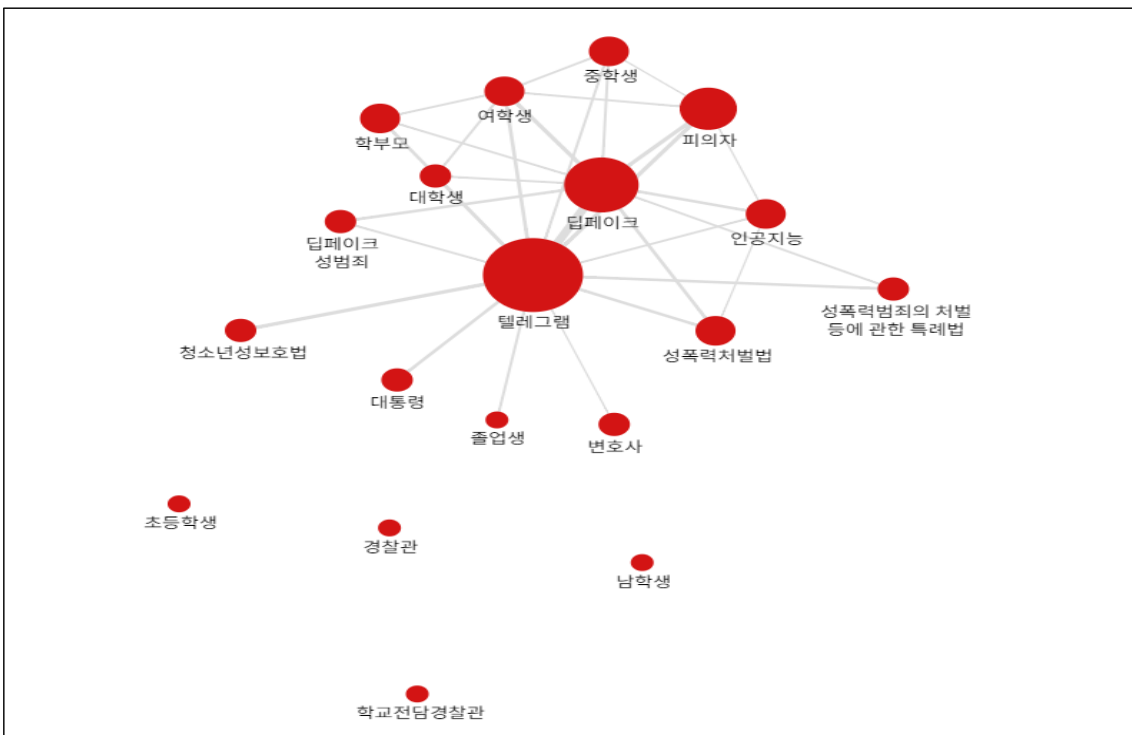 중학생
여학생
학부모
피의자
대학생
딥페이크
딥페이크
성범죄
인공지능
텔레그램
성폭력범죄의 처벌
등에 관한 특례법
청소년성보호법
성폭력처벌법
대통령
졸업생
변호사
초등학생
경찰관
남학생
학교전담경찰관